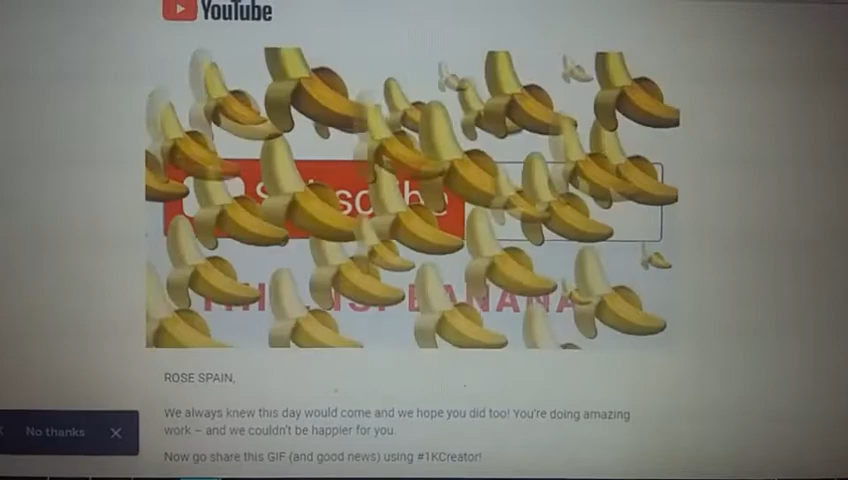 YouTube
Subscribe
BANANA
ROSE SPAIN,
We always knew this day would come and we hope you did too! You're doing amazing
work – and we couldn't be happier for you.
No thanks
Now go share this GIF (and good news) using #1KCreator!